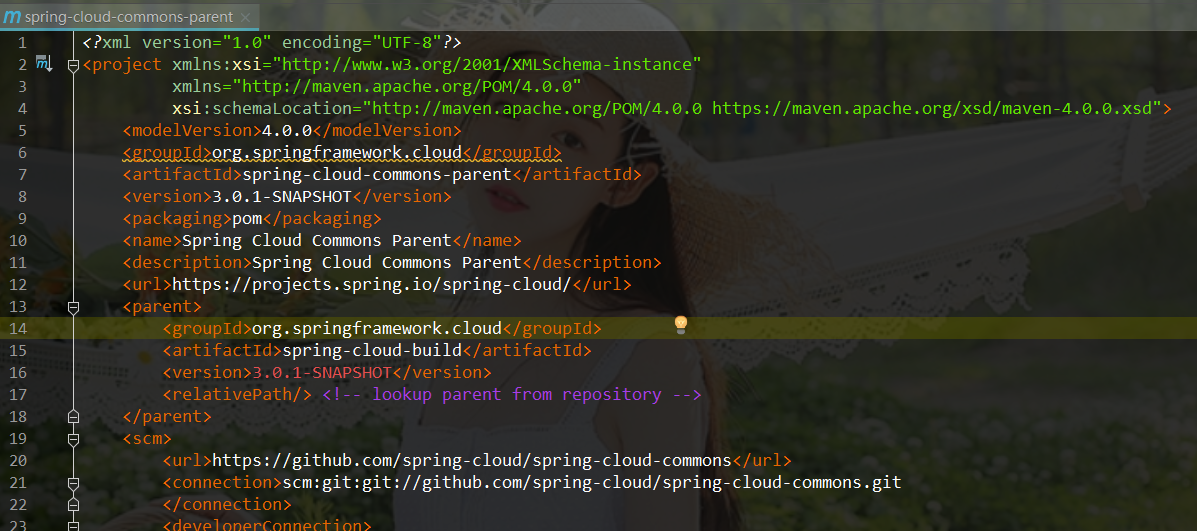 spring-cloud-commons-parent
1 <?xml version="1.0" encoding="UTF-8"?>
2 <project xmlns:xsi="http://www.w3.org/2001/XMLSchema-instance"
3 xmlns="http://maven.apache.org/POM/4.0.0"
4 xsi:schemaLocation="http://maven.apache.org/POM/4.0.0 https://maven.apache.org/xsd/maven-4.0.0.xsd">
5 <modelVersion>4.0.0</modelVersion>
6 <groupId>org.springframework.cloud</groupId>
7 <artifactId>spring-cloud-commons-parent</artifactId>
8 <version>3.0.1-SNAPSHOT</version>
9 <packaging>pom</packaging>
10 <name>Spring Cloud Commons Parent</name>
11 <description>Spring Cloud Commons Parent</description>
12 <url>https://projects.spring.io/spring-cloud/</url>
13 <parent>
14 <groupId>org.springframework.cloud</groupId>
15 <artifactId>spring-cloud-build</artifactId>
16 <version>3.0.1-SNAPSHOT</version>
17 <relativePath/> <!-- lookup parent from repository -->
18 </parent>
19 <scm>
20 <url>https://github.com/spring-cloud/spring-cloud-commons</url>
21 <connection>scm:git:git://github.com/spring-cloud/spring-cloud-commons.git
22 </connection>
23 <developerConnection>